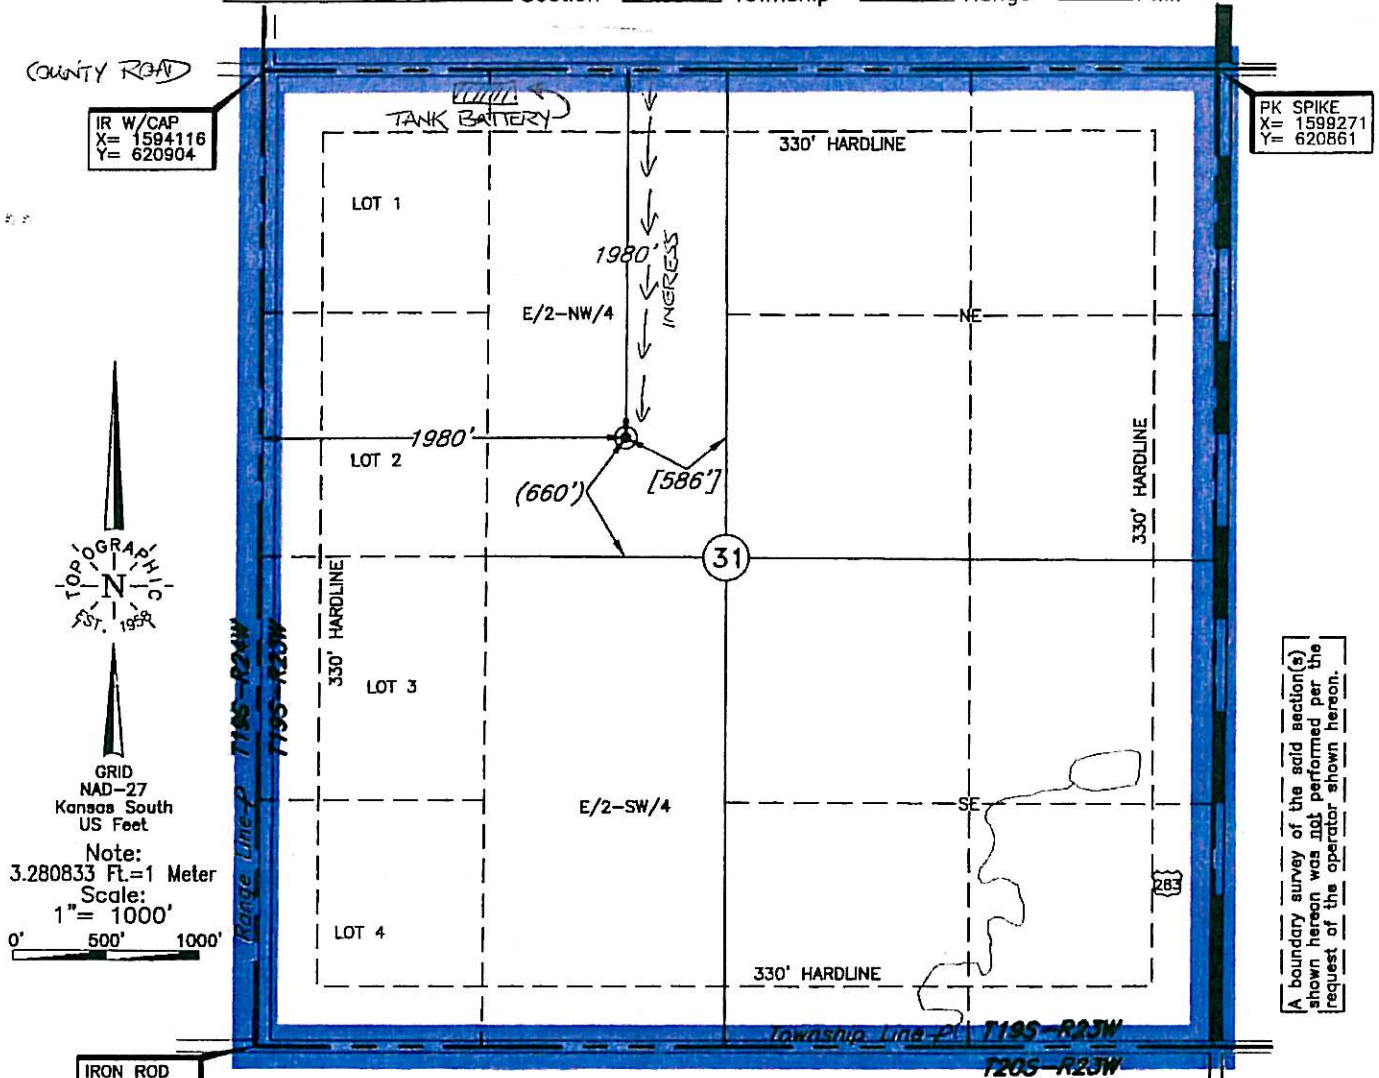 Section
Township
Range
COUNTY ROAD
IR W/CAP
X= 1594116
Y= 620904
TANK BATTERY
PK SPIKE
X= 1599271
Y= 620861
330' HARDLINE
LOT 1
1980'
INGRESS
E/2-NW/4
NE
1980'
LOT 2
(660')
[586']
330' HARDLINE
31
TOPOGRAPHIC
N
EST. 1958
330' HARDLINE
T19S-R24W
T19S-R23W
LOT 3
GRID
NAD-27
Kansas South
US Feet
Note:
3.280833 Ft.=1 Meter
Scale:
1"= 1000'
0' 500' 1000'
Range Line-P
E/2-SW/4
SE
283
LOT 4
330' HARDLINE
A boundary survey of the said section(s)
shown hereon was not performed per the
request of the operator shown hereon.
Township Line-P
T19S-R23W
T20S-R23W
IRON ROD